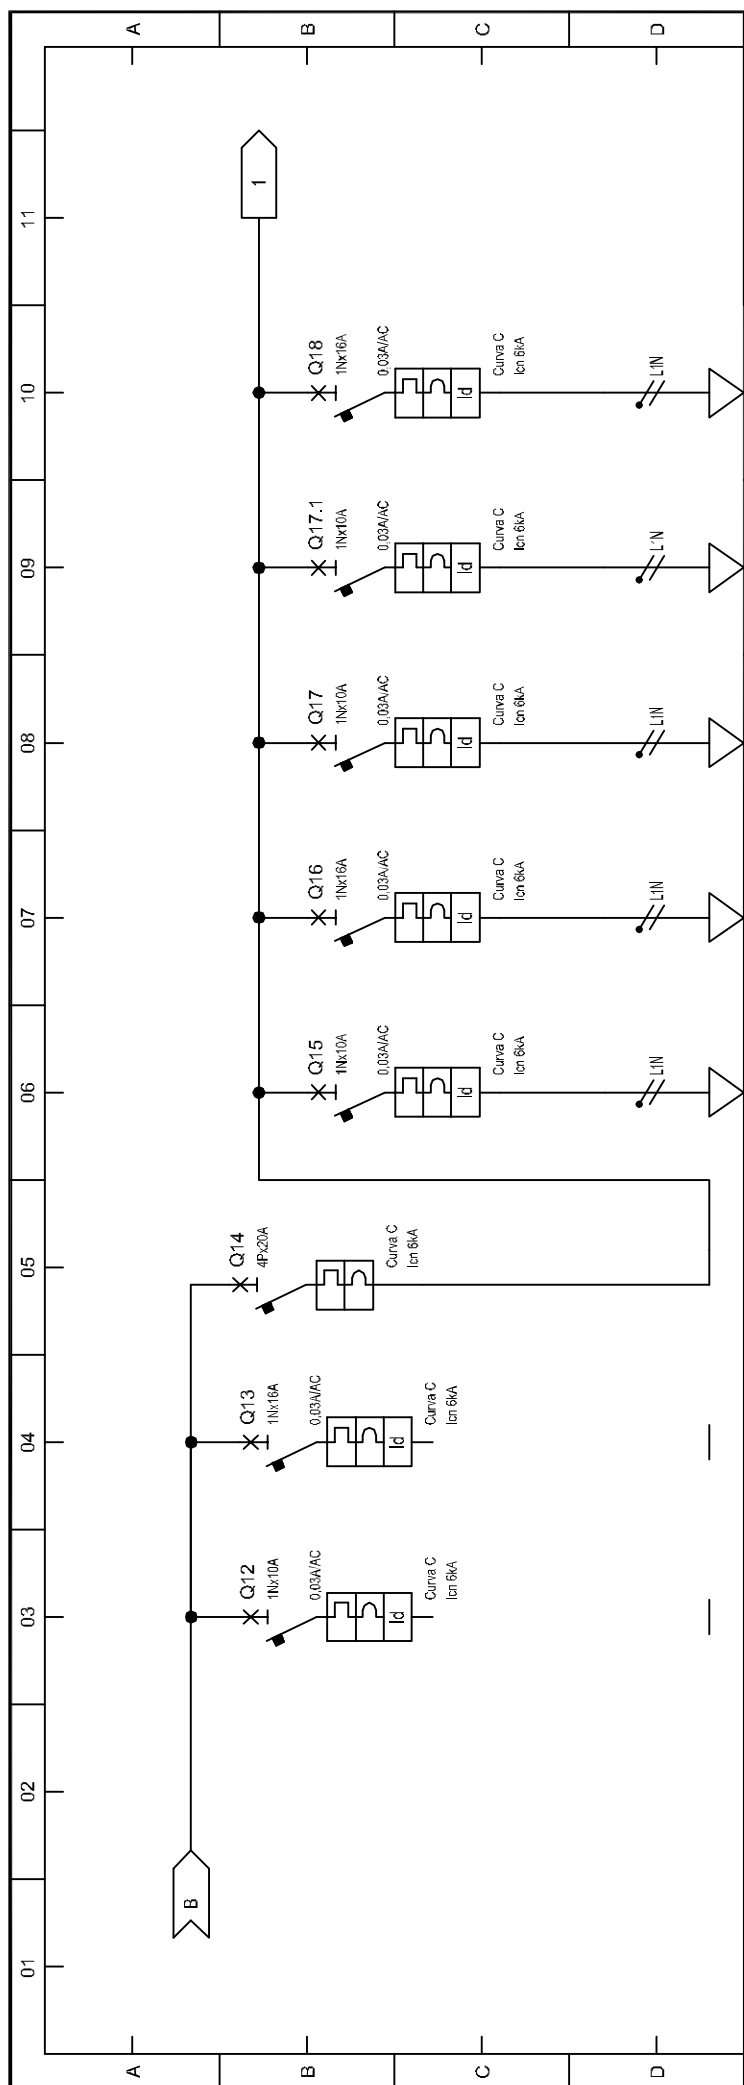 01 02 03 04 05 06 07 08 09 10 11
A A
B B
C C
D D
B
Q12
1Nx10A
0,03A/AC
Id
Curva C
Icn 6kA
Q13
1Nx16A
0,03A/AC
Id
Curva C
Icn 6kA
Q14
4Px20A
Curva C
Icn 6kA
Q15
1Nx10A
0,03A/AC
Id
Curva C
Icn 6kA
L1N
Q16
1Nx16A
0,03A/AC
Id
Curva C
Icn 6kA
L1N
Q17
1Nx10A
0,03A/AC
Id
Curva C
Icn 6kA
L1N
Q17.1
1Nx10A
0,03A/AC
Id
Curva C
Icn 6kA
L1N
Q18
1Nx16A
0,03A/AC
Id
Curva C
Icn 6kA
L1N
1